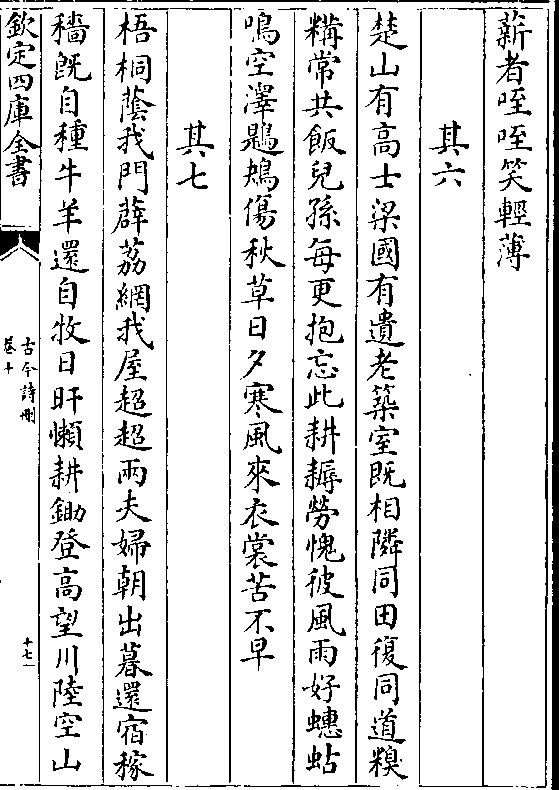 薪者咥咥笑輕薄
其六
楚山有高士梁國有遺老築室既相隣同田復同道糗
糒常共飯兒孫每更抱忘此耕耨勞愧彼風雨好蟪蛄
鳴空澤鶗鴂傷秋草日夕寒風來衣裳苦不早
其七
梧桐蔭我門薜荔網我屋超超兩夫婦朝出暮還宿稼
穡既自種牛羊還自牧日旰懶耕鋤登高望川陸空山
欽定四庫全書
古今詩刪
卷十
十七